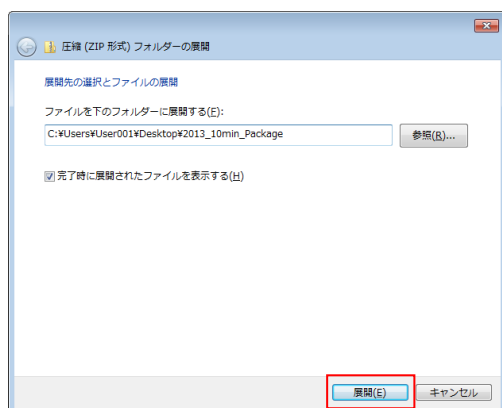 圧縮 (ZIP 形式) フォルダーの展開
展開先の選択とファイルの展開
ファイルを下のフォルダーに展開する(F):
C:¥Users¥User001¥Desktop¥2013_10min_Package
参照(R)...
完了時に展開されたファイルを表示する(H)
展開(E)
キャンセル